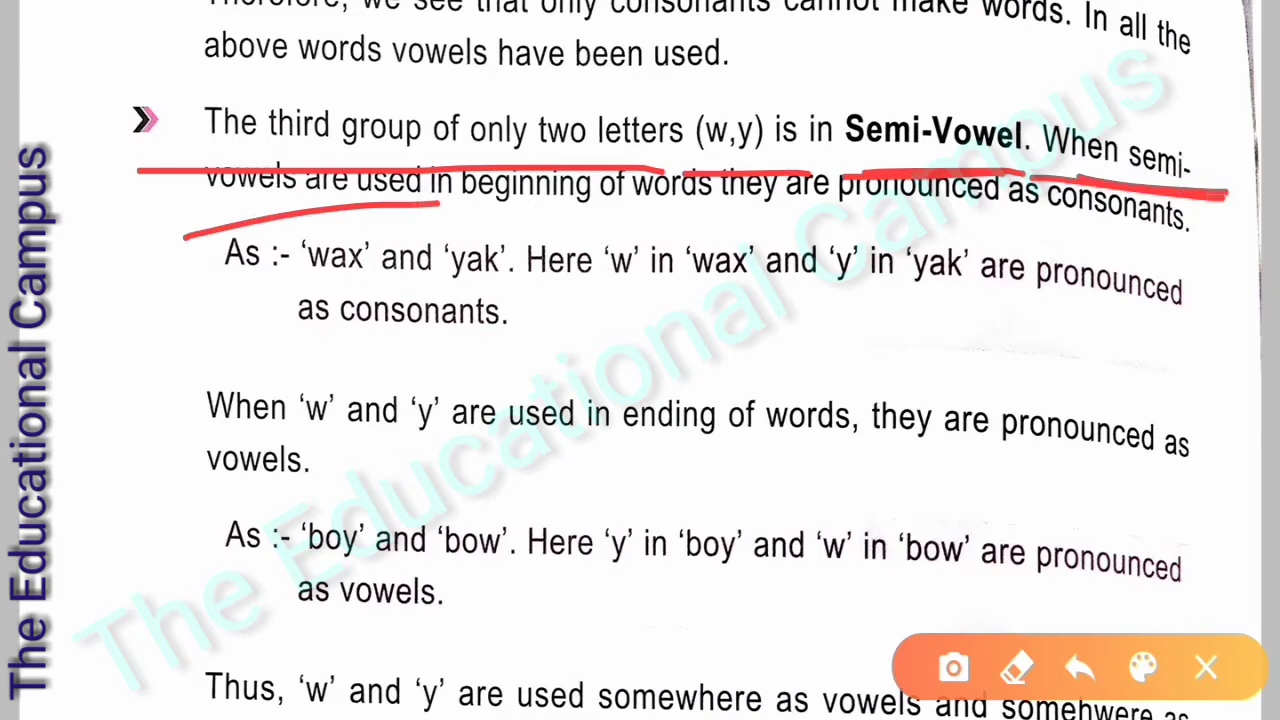 Therefore, we see that only consonants cannot make words. In all the
above words vowels have been used.
The third group of only two letters (w,y) is in Semi-Vowel. When semi-
vowels are used in beginning of words they are pronounced as consonants.
As :- ‘wax’ and ‘yak’. Here ‘w’ in ‘wax’ and ‘y’ in ‘yak’ are pronounced
as consonants.
When ‘w’ and ‘y’ are used in ending of words, they are pronounced as
vowels.
As :- ‘boy’ and ‘bow’. Here ‘y’ in ‘boy’ and ‘w’ in ‘bow’ are pronounced
as vowels.
Thus, ‘w’ and ‘y’ are used somewhere as vowels and somehwere as
The Educational Campus
The Educational Campus